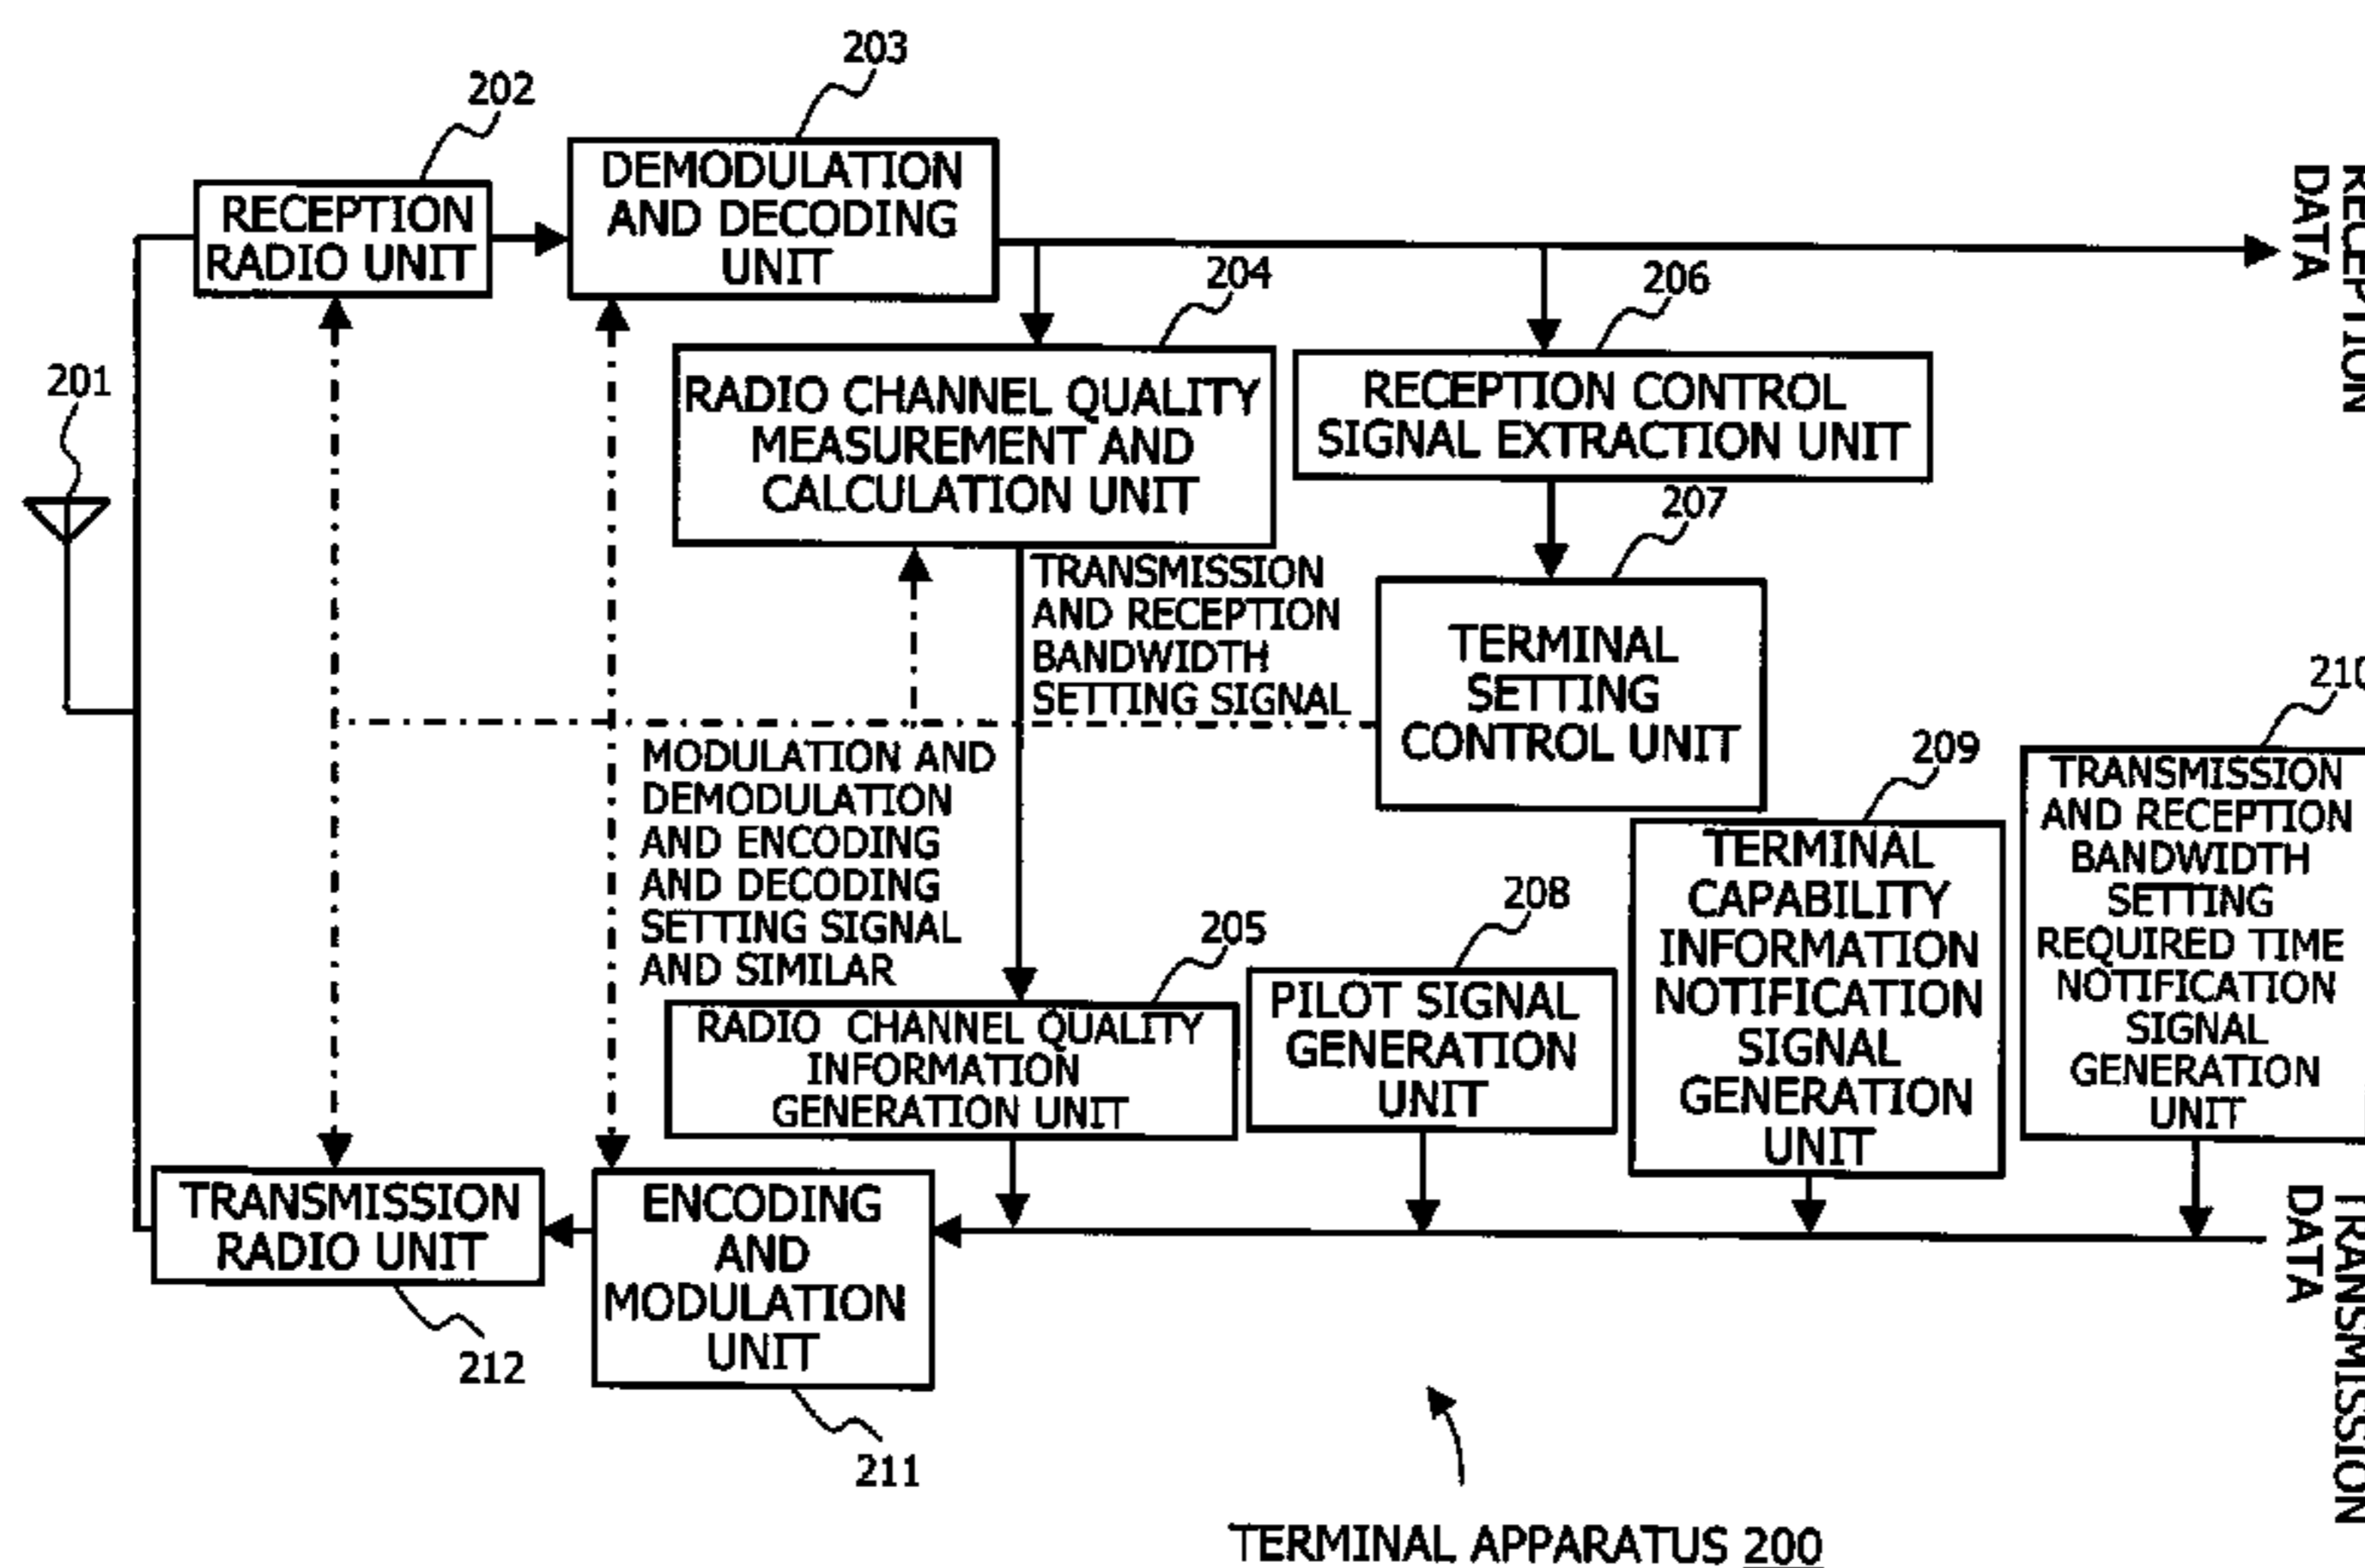 203
202
DEMODULATION
AND DECODING
UNIT
RECEPTION
RADIO UNIT
RECEPTION
DATA
204
206
201
RADIO CHANNEL QUALITY
MEASUREMENT AND
CALCULATION UNIT
RECEPTION CONTROL
SIGNAL EXTRACTION UNIT
207
TRANSMISSION
AND RECEPTION
BANDWIDTH
SETTING SIGNAL
TERMINAL
SETTING
CONTROL UNIT
MODULATION AND
DEMODULATION
AND ENCODING
AND DECODING
SETTING SIGNAL
AND SIMILAR
209
TERMINAL
CAPABILITY
INFORMATION
NOTIFICATION
SIGNAL
GENERATION
UNIT
210
TRANSMISSION
AND RECEPTION
BANDWIDTH
SETTING
REQUIRED TIME
NOTIFICATION
SIGNAL
GENERATION
UNIT
205
RADIO CHANNEL QUALITY
INFORMATION
GENERATION UNIT
208
PILOT SIGNAL
GENERATION
UNIT
TRANSMISSION
RADIO UNIT
212
ENCODING
AND
MODULATION
UNIT
211
TRANSMISSION
DATA
TERMINAL APPARATUS 200